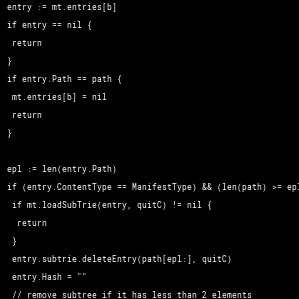 entry := mt.entries[b]
if entry == nil {
return
}
if entry.Path == path {
mt.entries[b] = nil
return
}
epl := len(entry.Path)
if (entry.ContentType == ManifestType) && (len(path) >= epl
if mt.loadSubTrie(entry, quitC) != nil {
return
}
entry.subtrie.deleteEntry(path[epl:], quitC)
entry.Hash = ""
// remove subtree if it has less than 2 elements